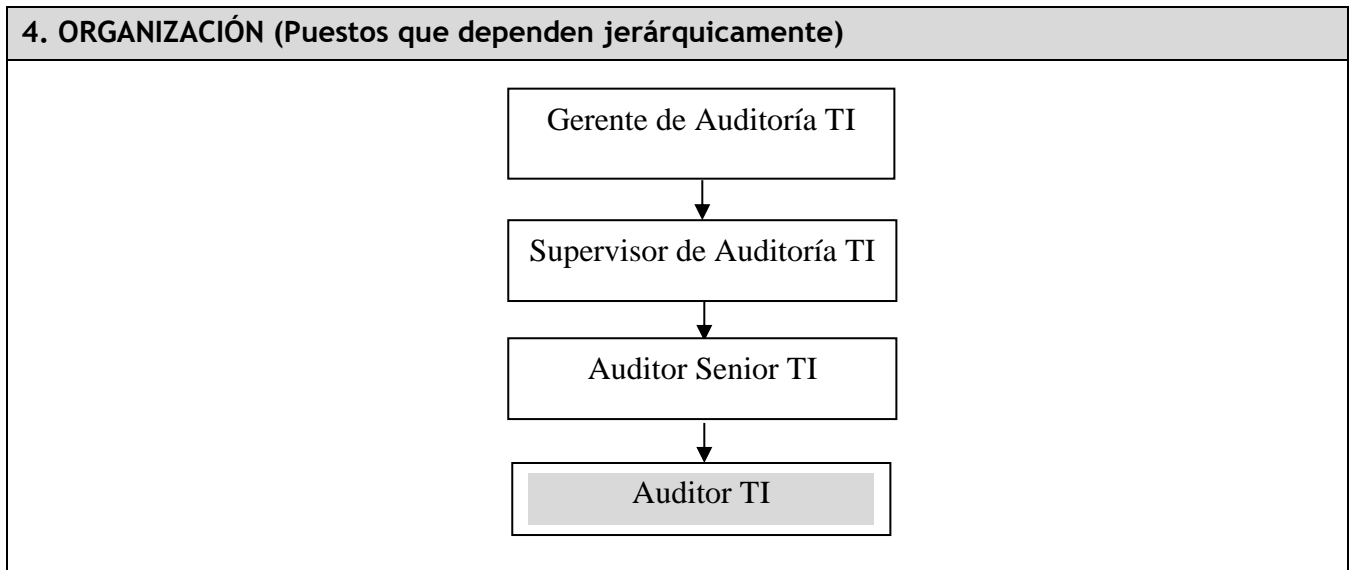 4. ORGANIZACIÓN (Puestos que dependen jerárquicamente)
Gerente de Auditoría TI
Supervisor de Auditoría TI
Auditor Senior TI
Auditor TI